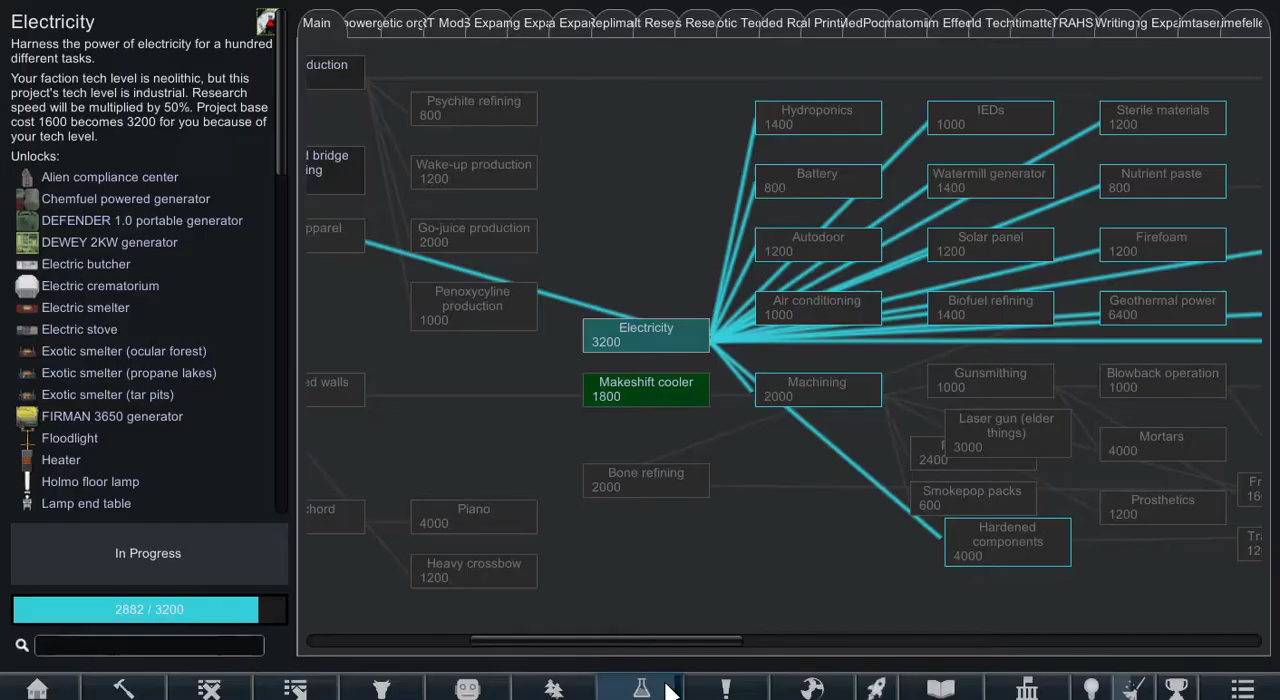 Electricity
Harness the power of electricity for a hundred
different tasks.
Your faction tech level is neolithic, but this
project's tech level is industrial. Research
speed will be multiplied by 50%. Project base
cost 1600 becomes 3200 for you because of
your tech level.
Unlocks:
Alien compliance center
Chemfuel powered generator
DEFENDER 1.0 portable generator
DEWEY 2KW generator
Electric butcher
Electric crematorium
Electric smelter
Electric stove
Exotic smelter (ocular forest)
Exotic smelter (propane lakes)
Exotic smelter (tar pits)
FIRMAN 3650 generator
Floodlight
Heater
Holmo floor lamp
Lamp end table
In Progress
2882 / 3200
Main
duction
Psychite refining
800
d bridge
ing
Wake-up production
1200
pparel
Go-juice production
2000
Penoxycyline
production
1000
Electricity
3200
ed walls
Makeshift cooler
1800
Bone refining
2000
chord
Piano
4000
Heavy crossbow
1200
Hydroponics
1400
IEDs
1000
Sterile materials
1200
Battery
800
Watermill generator
1400
Nutrient paste
800
Autodoor
1200
Solar panel
1200
Firefoam
1200
Air conditioning
1000
Biofuel refining
1400
Geothermal power
6400
Machining
2000
Gunsmithing
1000
Blowback operation
1000
Laser gun (elder
things)
3000
2400
Mortars
4000
Smokepop packs
600
Prosthetics
1200
Hardened
components
4000